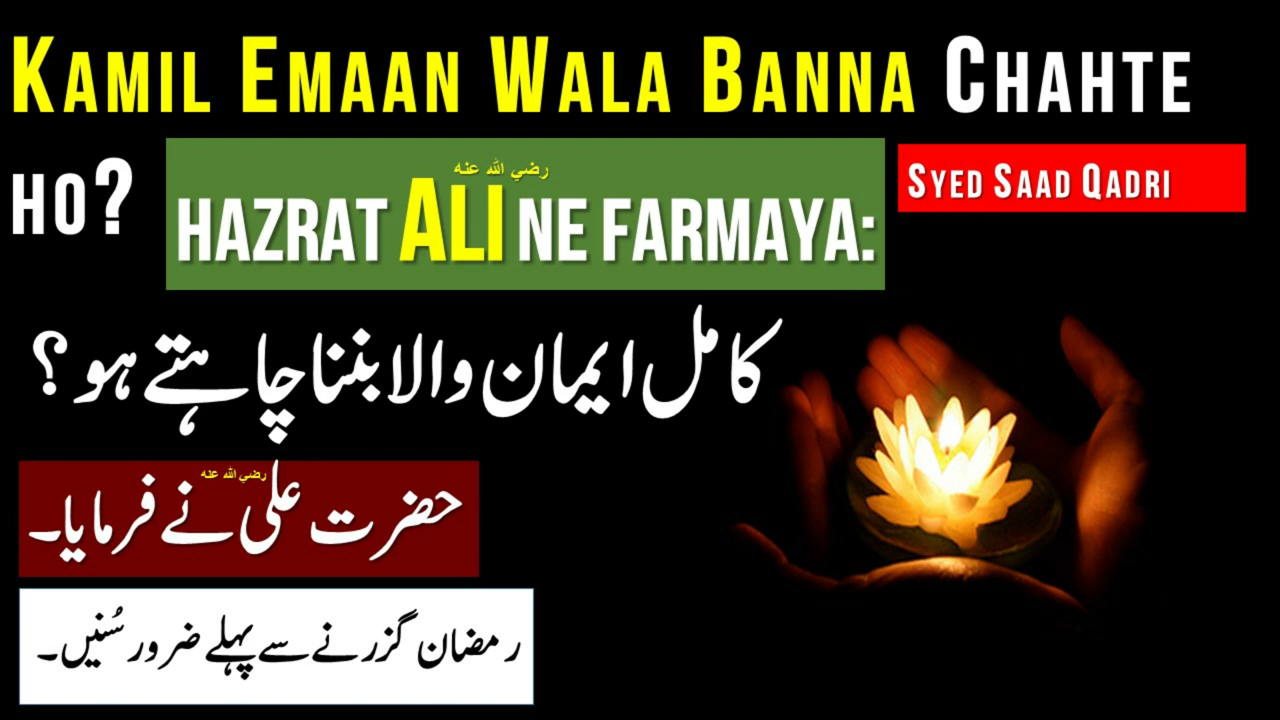 KAMIL EMAAN WALA BANNA CHAHTE
HO?
رضي الله عنه
HAZRAT ALI NE FARMAYA:
SYED SAAD QADRI
کامل ایمان والا بننا چاہتے ہو؟
رضي الله عنه
حضرت علی نے فرمایا۔
رمضان گزرنے سے پہلے ضرور سُنیں۔